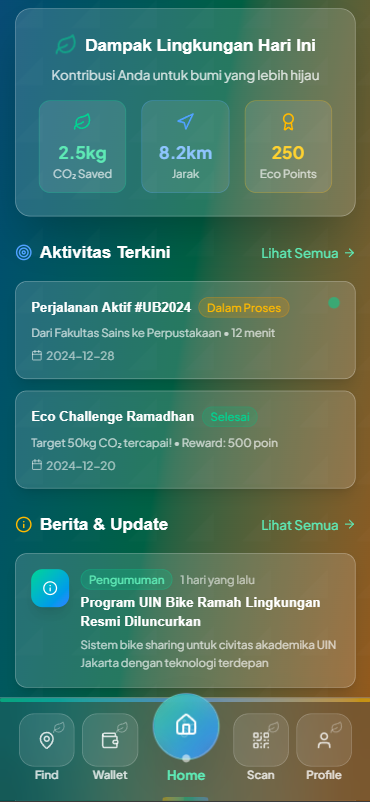 Dampak Lingkungan Hari Ini
Kontribusi Anda untuk bumi yang lebih hijau
2.5kg 8.2km 250
CO₂ Saved Jarak Eco Points
Aktivitas Terkini Lihat Semua →
Perjalanan Aktif #UB2024 Dalam Proses
Dari Fakultas Sains ke Perpustakaan • 12 menit
2024-12-28
Eco Challenge Ramadhan Selesai
Target 50kg CO₂ tercapai! • Reward: 500 poin
2024-12-20
Berita & Update Lihat Semua →
Pengumuman 1 hari yang lalu
Program UIN Bike Ramah Lingkungan
Resmi Diluncurkan
Sistem bike sharing untuk civitas akademika UIN
Jakarta dengan teknologi terdepan
Find Wallet Home Scan Profile